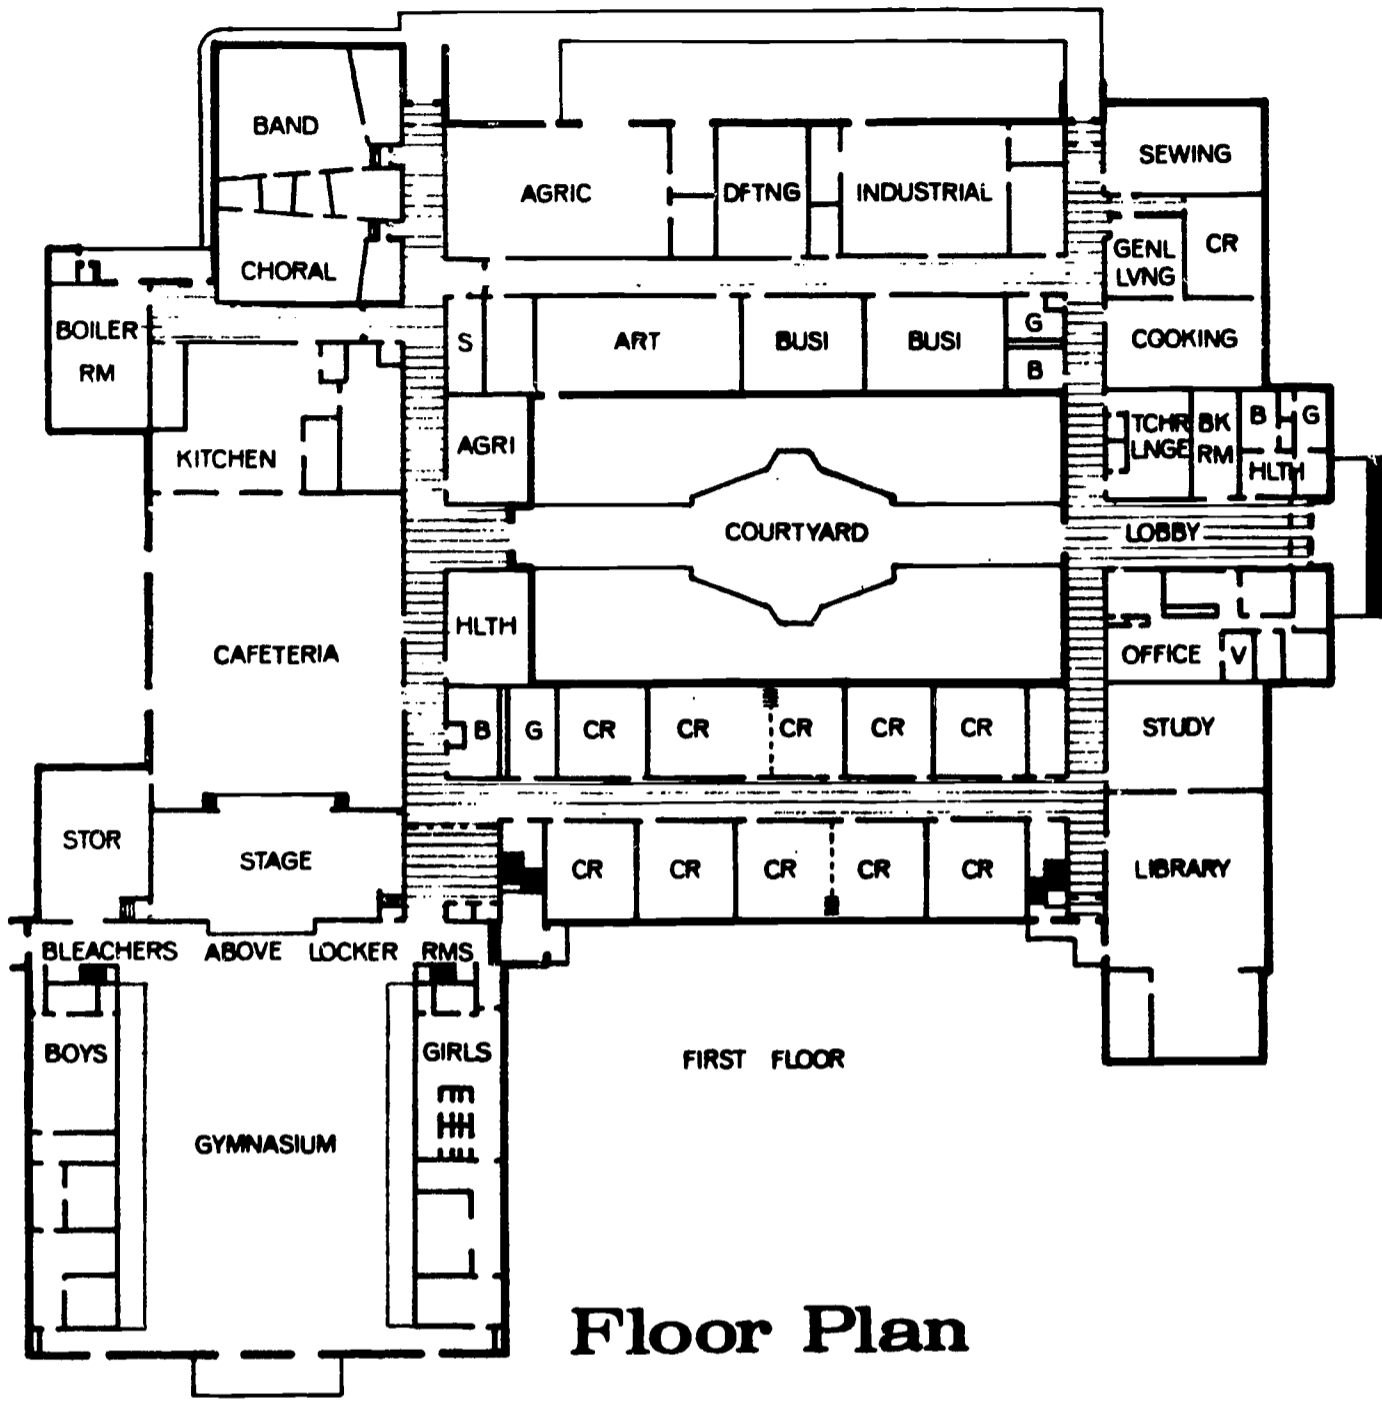 BAND
SEWING
AGRIC
DFTNG
INDUSTRIAL
CHORAL
GENL
LVNG
CR
BOILER
RM
S
ART
BUSI
BUSI
G
B
COOKING
KITCHEN
AGRI
TCHR
LNGE
BK
RM
B
G
HLTH
COURTYARD
LOBBY
CAFETERIA
HLTH
OFFICE
V
B
G
CR
CR
CR
CR
CR
STUDY
STOR
STAGE
CR
CR
CR
CR
CR
LIBRARY
BLEACHERS ABOVE LOCKER RMS
BOYS
GIRLS
FIRST FLOOR
GYMNASIUM
Floor Plan